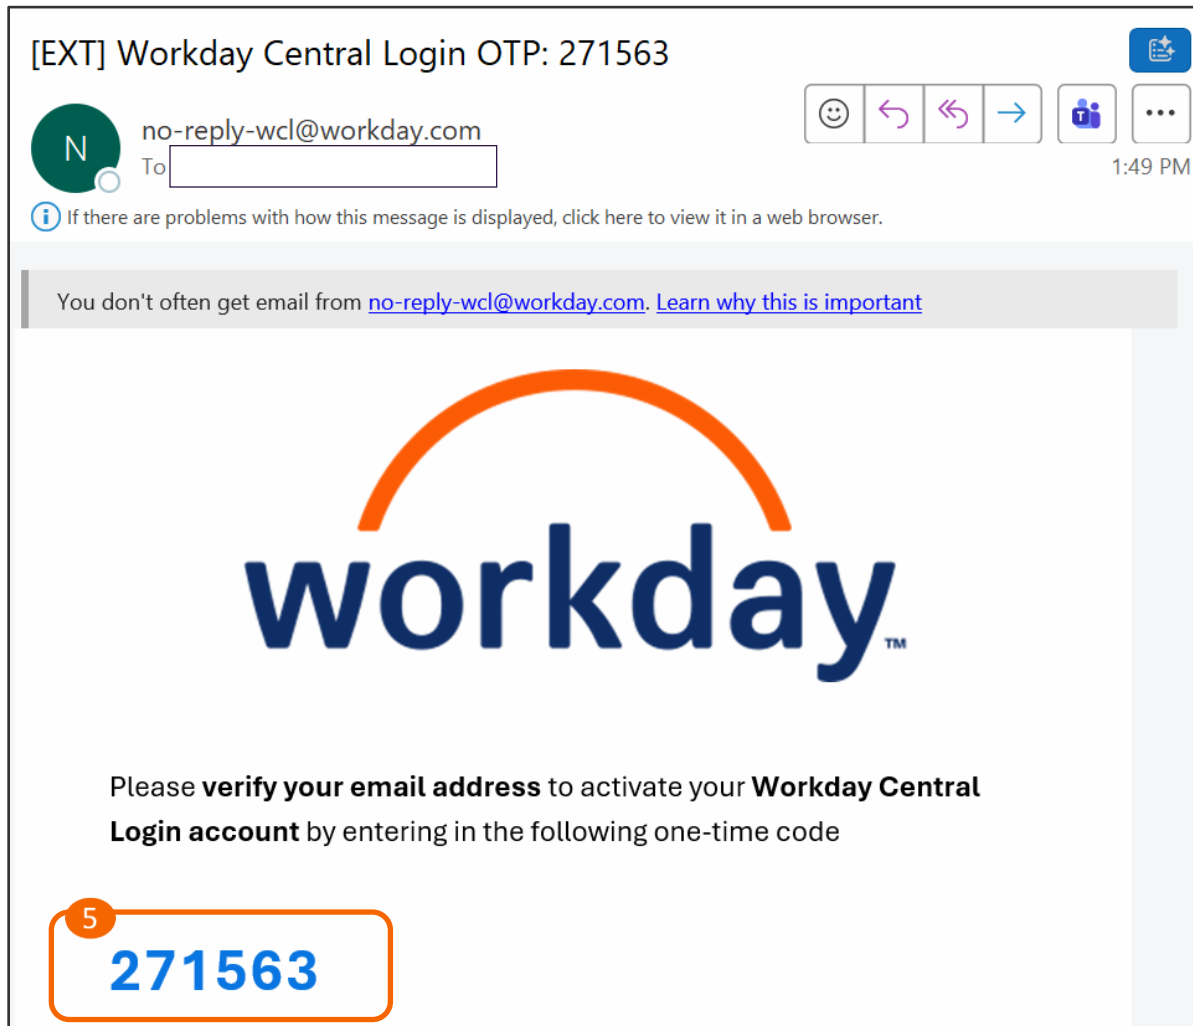 [EXT] Workday Central Login OTP: 271563
N
no-reply-wcl@workday.com
To
1:49 PM
If there are problems with how this message is displayed, click here to view it in a web browser.
You don't often get email from no-reply-wcl@workday.com. Learn why this is important
workday™
Please verify your email address to activate your Workday Central
Login account by entering in the following one-time code
5
271563